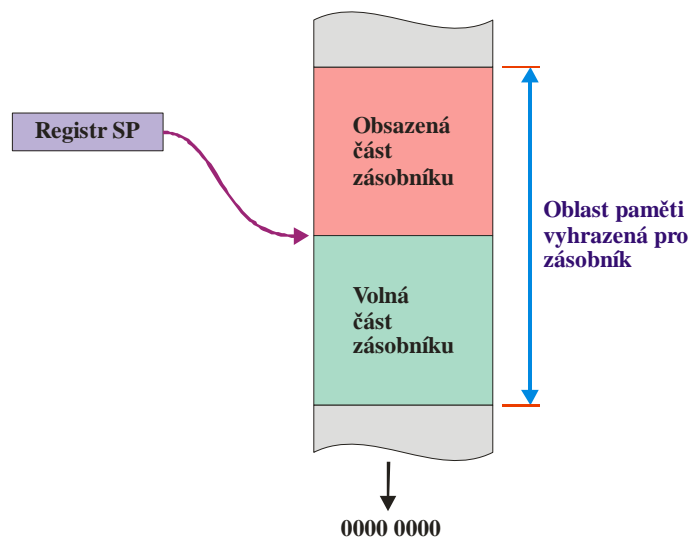 Registr SP
Obsazená
část
zásobníku
Oblast paměti
vyhrazená pro
zásobník
Volná
část
zásobníku
0000 0000